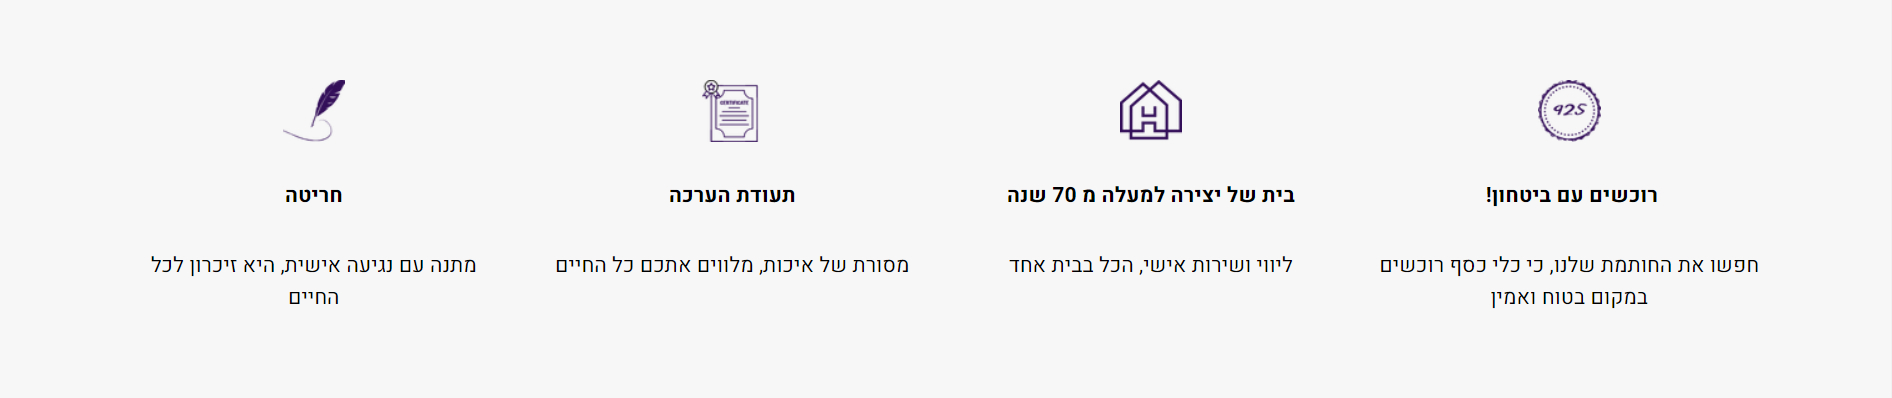 925
רוכשים עם ביטחון!
חפשו את החותמת שלנו, כי כלי כסף רוכשים
במקום בטוח ואמין
H
בית של יצירה למעלה מ 70 שנה
ליווי ושירות אישי, הכל בבית אחד
CERTIFICATE
תעודת הערכה
מסורת של איכות, מלווים אתכם כל החיים
חריטה
מתנה עם נגיעה אישית, היא זיכרון לכל
החיים